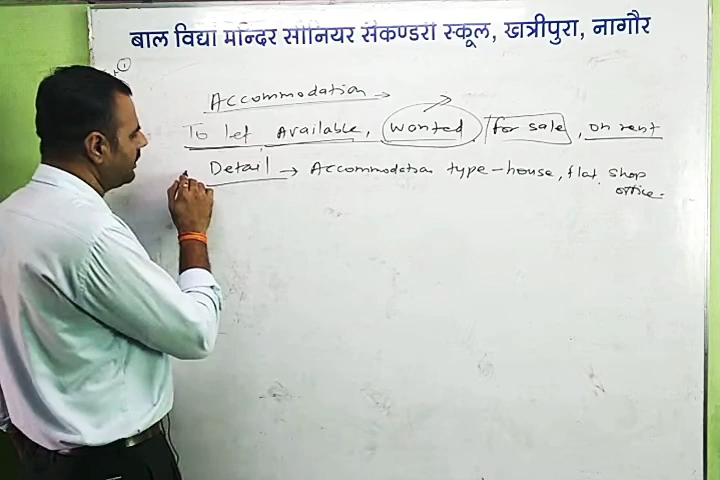 बाल विद्या मन्दिर सीनियर सैकण्डरी स्कूल, खत्रीपुरा, नागौर
①
Accommodation →
To let Available, Wanted / for sale, on rent
Detail → Accommodation type - house, flat, shop
office.